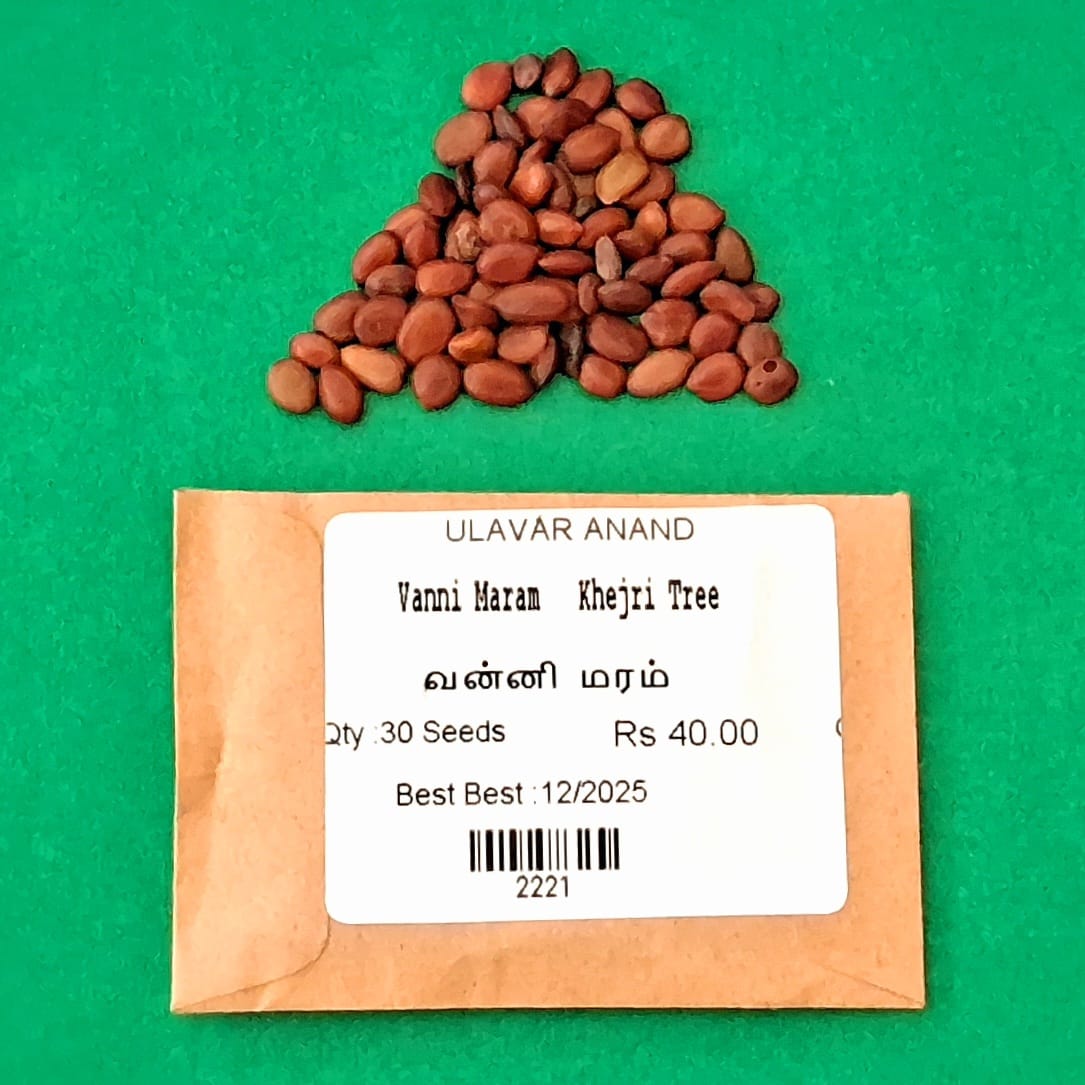 ULAVAR ANAND
Vanni Maram Khejri Tree
வன்னி மரம்
Qty :30 Seeds Rs 40.00
Best Best :12/2025
2221